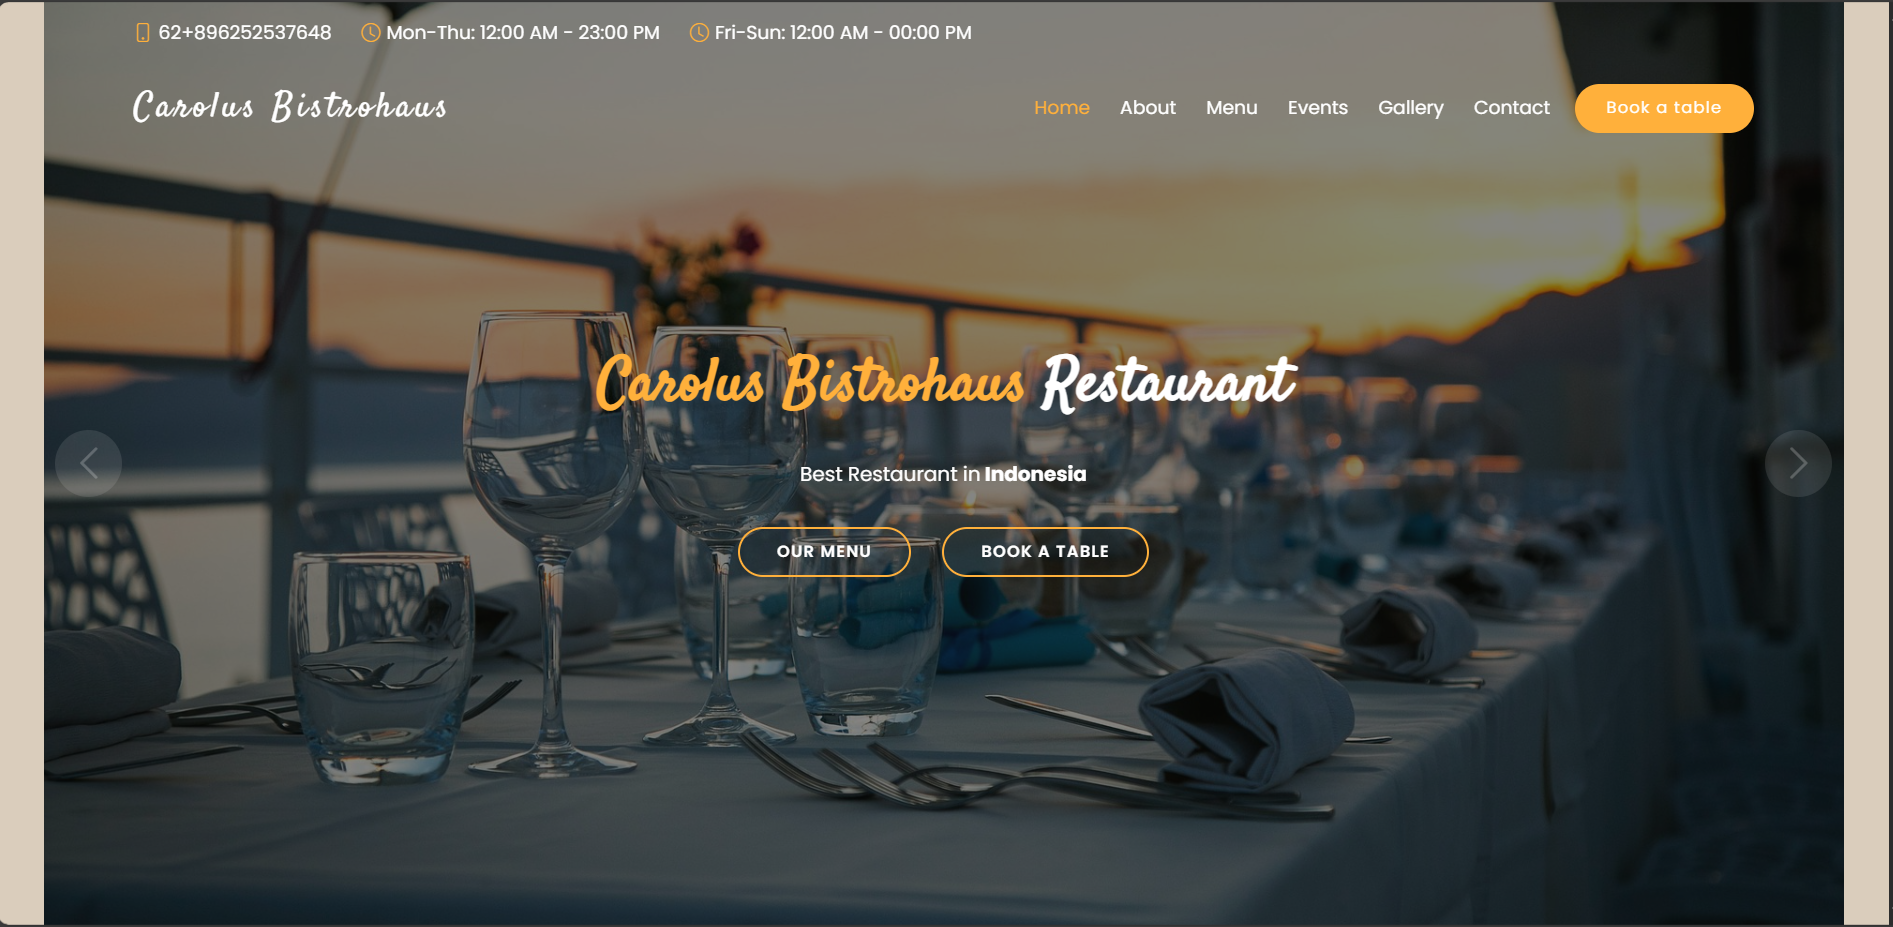 62+896252537648 Mon-Thu: 12:00 AM - 23:00 PM Fri-Sun: 12:00 AM - 00:00 PM
Carolus Bistrohaus
Home About Menu Events Gallery Contact Book a table
Carolus Bistrohaus Restaurant
Best Restaurant in Indonesia
OUR MENU BOOK A TABLE